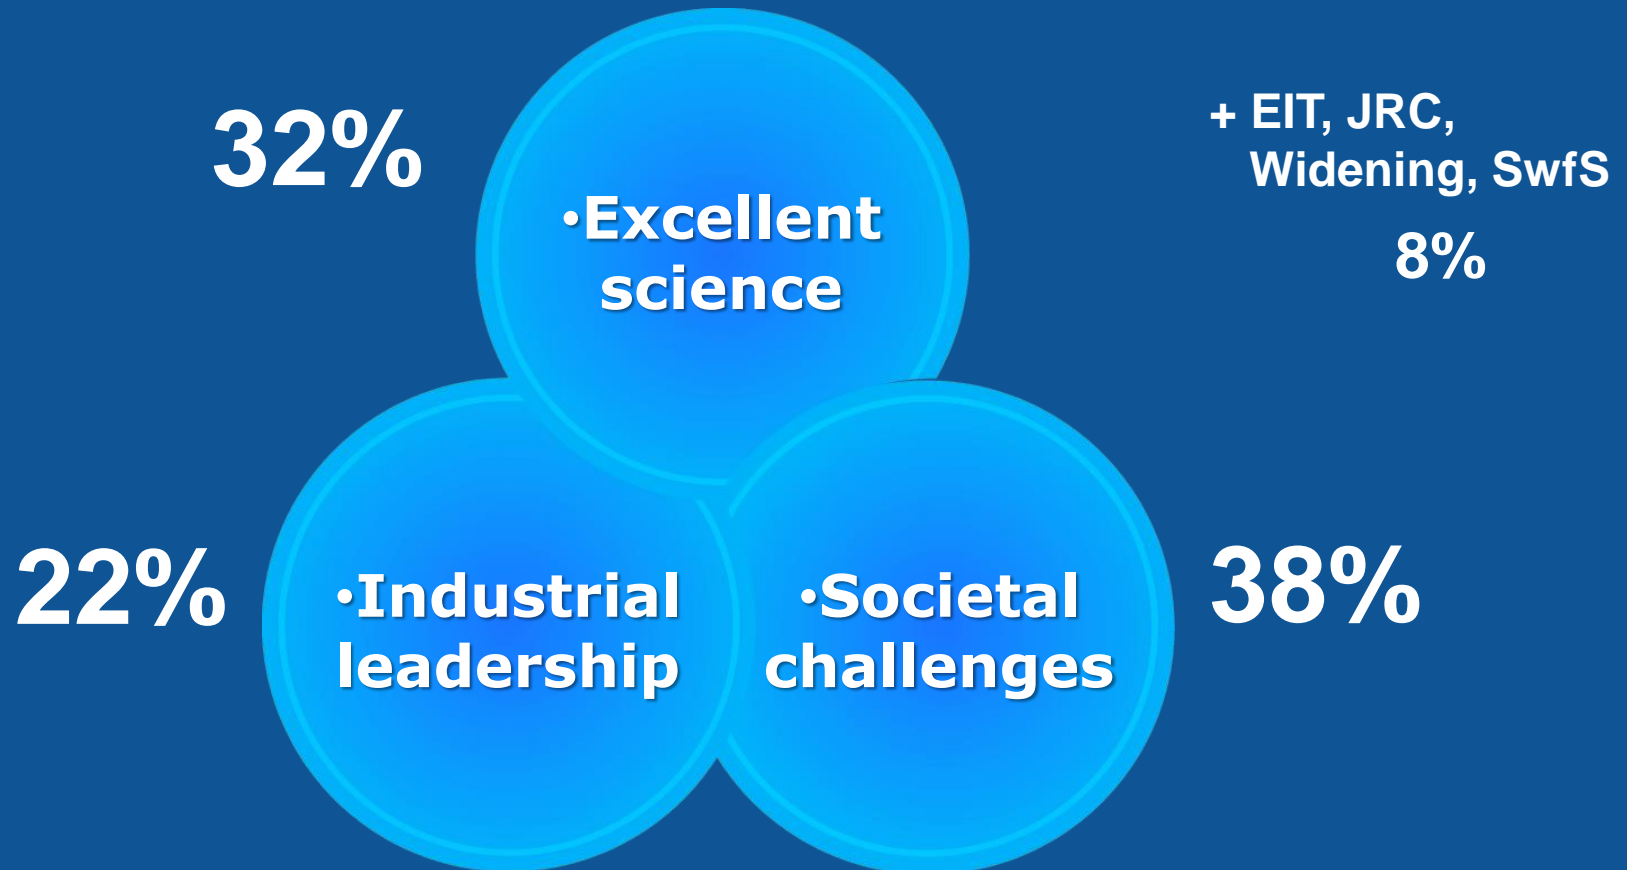 32%
•Excellent
science
+ EIT, JRC,
Widening, SwfS
8%
22%
•Industrial
leadership
•Societal
challenges
38%